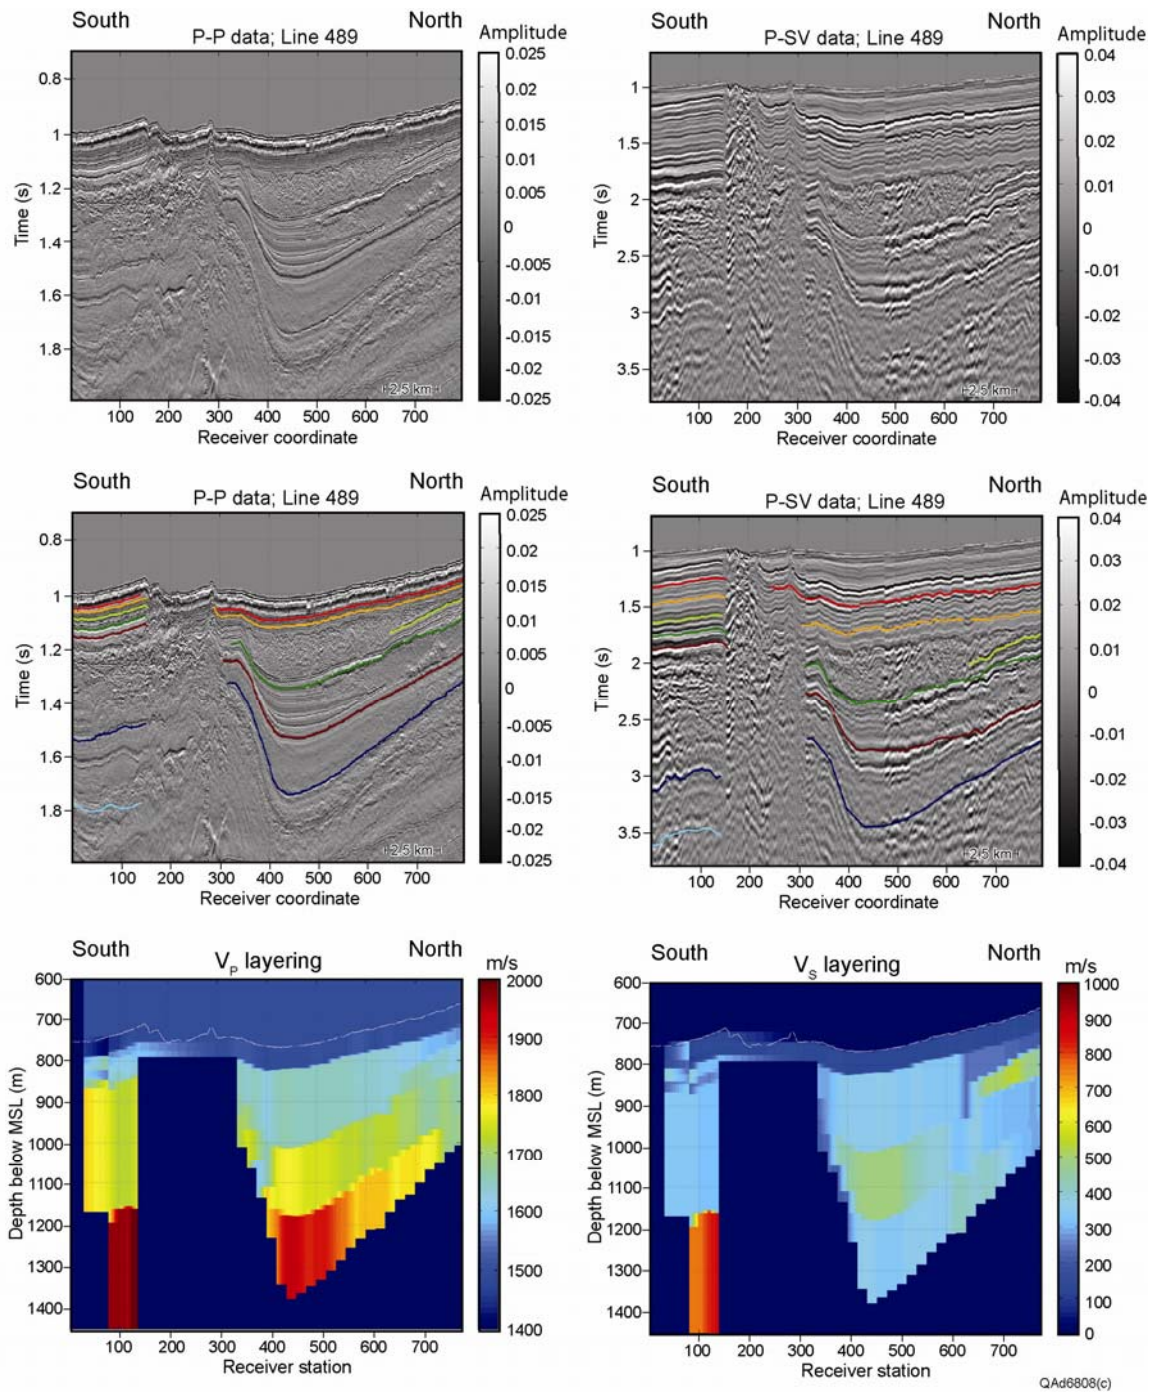 South
North
P-P data; Line 489
Amplitude
0.8
1
1.2
1.4
1.6
1.8
Time (s)
100 200 300 400 500 600 700
Receiver coordinate
2.5 km
0.025
0.02
0.015
0.01
0.005
0
-0.005
-0.01
-0.015
-0.02
-0.025
South
North
P-SV data; Line 489
Amplitude
1
1.5
2
2.5
3
3.5
Time (s)
100 200 300 400 500 600 700
Receiver coordinate
2.5 km
0.04
0.03
0.02
0.01
0
-0.01
-0.02
-0.03
-0.04
South
North
P-P data; Line 489
Amplitude
0.8
1
1.2
1.4
1.6
1.8
Time (s)
100 200 300 400 500 600 700
Receiver coordinate
2.5 km
0.025
0.02
0.015
0.01
0.005
0
-0.005
-0.01
-0.015
-0.02
-0.025
South
North
P-SV data; Line 489
Amplitude
1
1.5
2
2.5
3
3.5
Time (s)
100 200 300 400 500 600 700
Receiver coordinate
2.5 km
0.04
0.03
0.02
0.01
0
-0.01
-0.02
-0.03
-0.04
South
North
VP layering
m/s
600
700
800
900
1000
1100
1200
1300
1400
Depth below MSL (m)
100 200 300 400 500 600 700
Receiver station
2000
1900
1800
1700
1600
1500
1400
South
North
VS layering
m/s
600
700
800
900
1000
1100
1200
1300
1400
Depth below MSL (m)
100 200 300 400 500 600 700
Receiver station
1000
900
800
700
600
500
400
300
200
100
0
QAd6808(c)